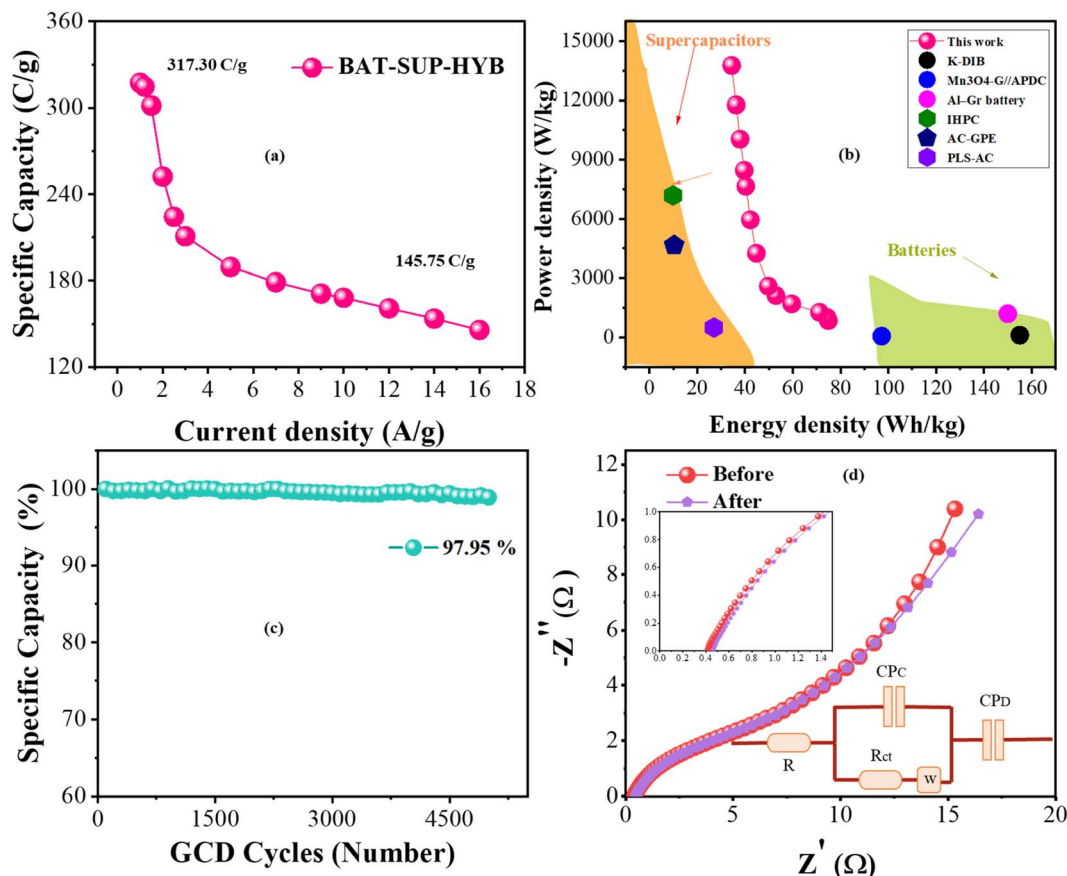 360
300
240
180
120
Specific Capacity (C/g)
317.30 C/g
BAT-SUP-HYB
(a)
145.75 C/g
0 2 4 6 8 10 12 14 16 18
Current density (A/g)
15000
12000
9000
6000
3000
0
Power density (W/kg)
Supercapacitors
This work
K-DIB
Mn3O4-G//APDC
Al–Gr battery
IHPC
AC-GPE
PLS-AC
(b)
Batteries
0 20 40 60 80 100 120 140 160
Energy density (Wh/kg)
100
90
80
70
60
Specific Capacity (%)
97.95 %
(c)
0 1500 3000 4500
GCD Cycles (Number)
12
10
8
6
4
2
0
-Z''(Ω)
Before
After
(d)
1.0
0.8
0.6
0.4
0.2
0.0
0.0 0.2 0.4 0.6 0.8 1.0 1.2 1.4
CPC
CPD
R
Rct
W
0 5 10 15 20
Z'(Ω)